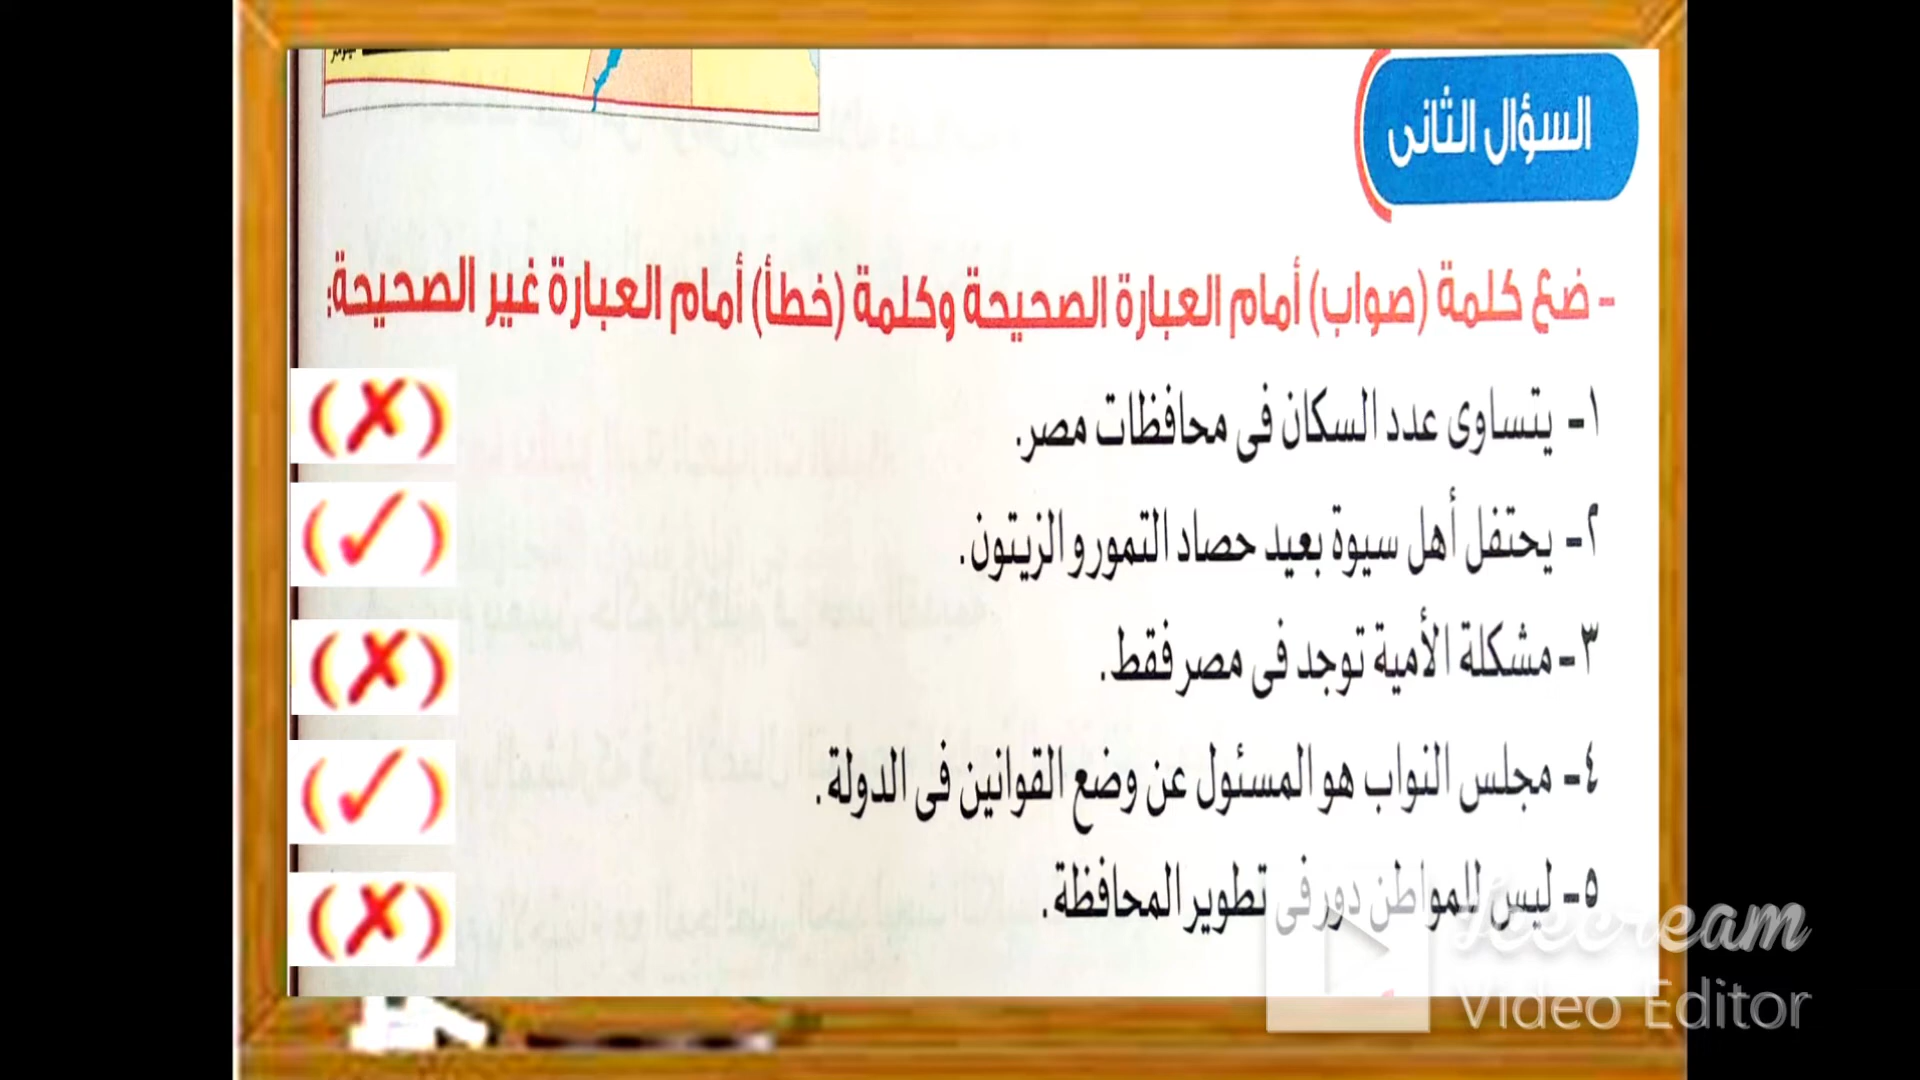 السؤال الثانى
- ضع كلمة (صواب) أمام العبارة الصحيحة وكلمة (خطأ) أمام العبارة غير الصحيحة:
١- يتساوى عدد السكان فى محافظات مصر. (✗)
٢- يحتفل أهل سيوة بعيد حصاد التمور و الزيتون. (✓)
٣- مشكلة الأمية توجد فى مصر فقط. (✗)
٤- مجلس النواب هو المسئول عن وضع القوانين فى الدولة. (✓)
٥- ليس للمواطن دور فى تطوير المحافظة. (✗)
Icecream
Video Editor